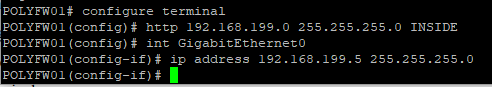 POLYFW01# configure terminal
POLYFW01(config)# http 192.168.199.0 255.255.255.0 INSIDE
POLYFW01(config)# int GigabitEthernet0
POLYFW01(config-if)# ip address 192.168.199.5 255.255.255.0
POLYFW01(config-if)#